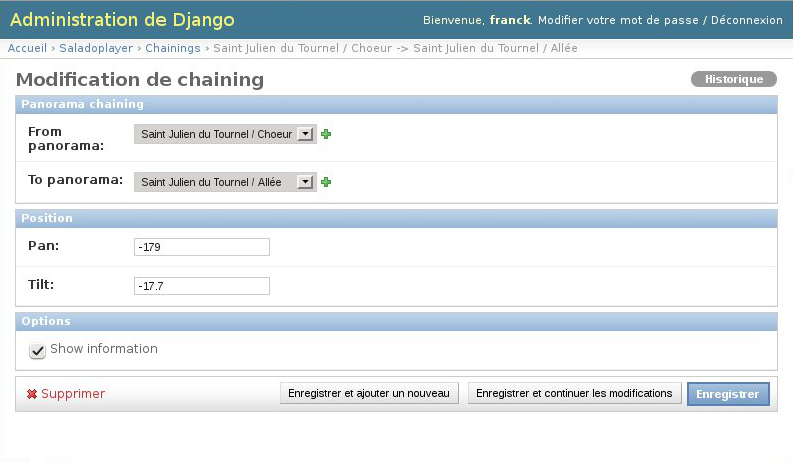 Administration de Django
Bienvenue, franck. Modifier votre mot de passe / Déconnexion
Accueil › Saladoplayer › Chainings › Saint Julien du Tournel / Choeur -> Saint Julien du Tournel / Allée
Modification de chaining
Historique
Panorama chaining
From
panorama:
Saint Julien du Tournel / Choeur
To panorama:
Saint Julien du Tournel / Allée
Position
Pan:
-179
Tilt:
-17.7
Options
Show information
Supprimer
Enregistrer et ajouter un nouveau
Enregistrer et continuer les modifications
Enregistrer